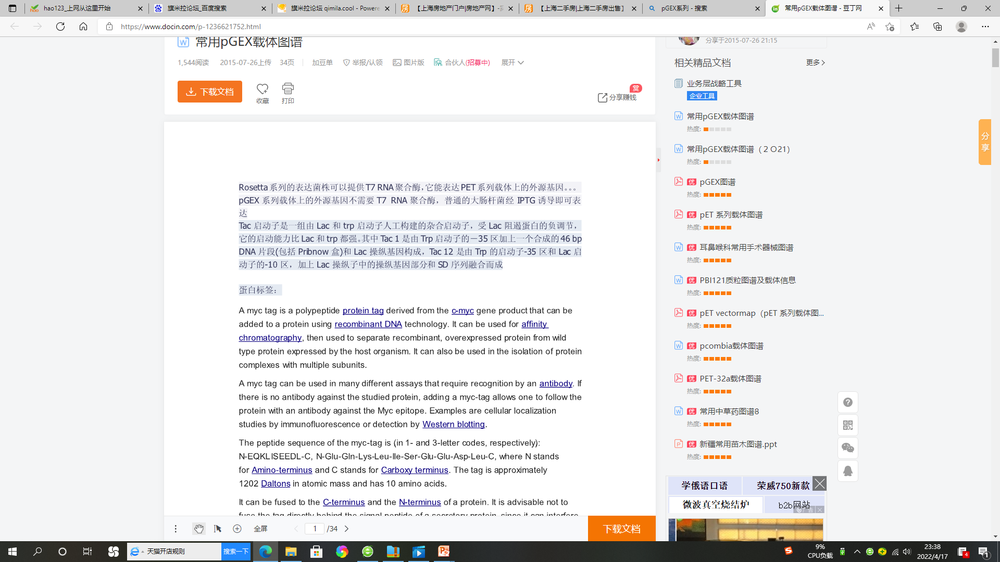 hao123_上网从这里开始
旗米拉论坛_百度搜索
旗米拉论坛 qimila.cool - Powere
【上海房地产门户|房地产网】-
【上海二手房|上海二手房出售】
pGEX系列 - 搜索
常用pGEX载体图谱 - 豆丁网
https://www.docin.com/p-1236621752.html
常用pGEX载体图谱
1,544阅读 2015-07-26上传 34页 加豆单 举报/认领 图片版 合伙人(招募中) 展开
下载文档
收藏
打印
赏
分享赚钱
Rosetta 系列的表达菌株可以提供 T7 RNA 聚合酶，它能表达 PET 系列载体上的外源基因。。。
pGEX 系列载体上的外源基因不需要 T7 RNA 聚合酶，普通的大肠杆菌经 IPTG 诱导即可表
达
Tac 启动子是一组由 Lac 和 trp 启动子人工构建的杂合启动子，受 Lac 阻遏蛋白的负调节，
它的启动能力比 Lac 和 trp 都强。其中 Tac 1 是由 Trp 启动子的－35 区加上一个合成的 46 bp
DNA 片段(包括 Pribnow 盒)和 Lac 操纵基因构成，Tac 12 是由 Trp 的启动子-35 区和 Lac 启
动子的-10 区，加上 Lac 操纵子中的操纵基因部分和 SD 序列融合而成
蛋白标签：
A myc tag is a polypeptide protein tag derived from the c-myc gene product that can be
added to a protein using recombinant DNA technology. It can be used for affinity
chromatography, then used to separate recombinant, overexpressed protein from wild
type protein expressed by the host organism. It can also be used in the isolation of protein
complexes with multiple subunits.
A myc tag can be used in many different assays that require recognition by an antibody. If
there is no antibody against the studied protein, adding a myc-tag allows one to follow the
protein with an antibody against the Myc epitope. Examples are cellular localization
studies by immunofluorescence or detection by Western blotting.
The peptide sequence of the myc-tag is (in 1- and 3-letter codes, respectively):
N-EQKLISEEDL-C, N-Glu-Gln-Lys-Leu-Ile-Ser-Glu-Glu-Asp-Leu-C, where N stands
for Amino-terminus and C stands for Carboxy terminus. The tag is approximately
1202 Daltons in atomic mass and has 10 amino acids.
It can be fused to the C-terminus and the N-terminus of a protein. It is advisable not to
fuse the tag directly behind the signal peptide of a secretory protein, since it can interfere
全屏 1 /34
下载文档
分享于2015-07-26 21:15
相关精品文档 更多
业务层战略工具
企业工具
常用pGEX载体图谱
热度:
常用pGEX载体图谱（２Ｏ21）
热度:
优 pGEX图谱
热度:
优 pET 系列载体图谱
热度:
优 耳鼻喉科常用手术器械图谱
热度:
优 PBI121质粒图谱及载体信息
热度:
优 pET vectormap（pET 系列载体图...
热度:
优 pcombia载体图谱
热度:
优 PET-32a载体图谱
热度:
优 常用中草药图谱8
热度:
优 新疆常用苗木图谱.ppt
热度:
分享
学俄语口语 荣威750新款
微波真空烧结炉 b2b网站
广告
天猫开店规则 搜索一下
9%
CPU负载
23:38
2022/4/17
4
1